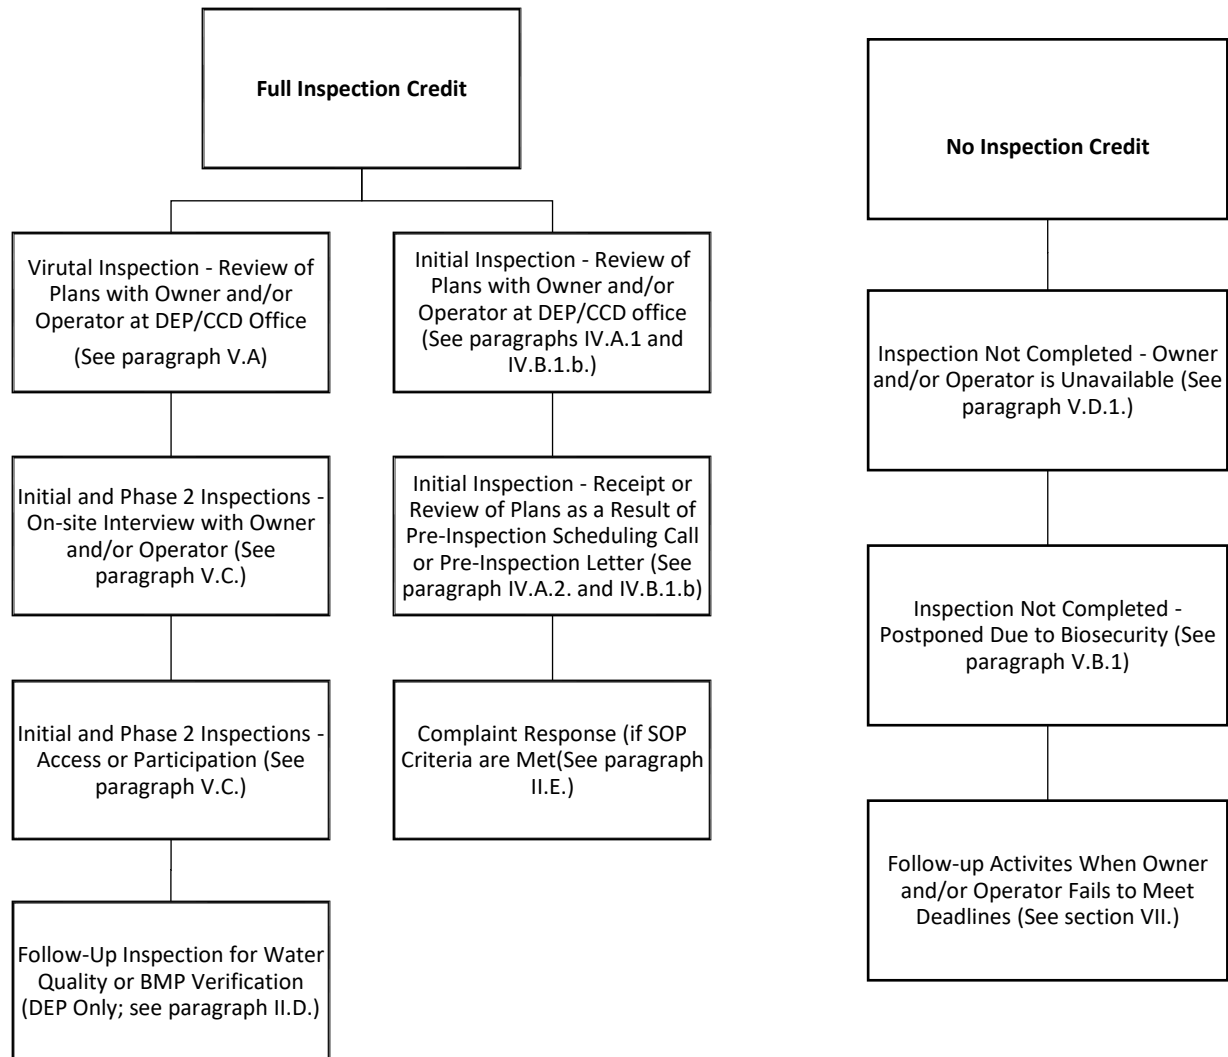 Full Inspection Credit
Virutal Inspection - Review of
Plans with Owner and/or
Operator at DEP/CCD Office
(See paragraph V.A)
Initial and Phase 2 Inspections -
On-site Interview with Owner
and/or Operator (See
paragraph V.C.)
Initial and Phase 2 Inspections -
Access or Participation (See
paragraph V.C.)
Follow-Up Inspection for Water
Quality or BMP Verification
(DEP Only; see paragraph II.D.)
Initial Inspection - Review of
Plans with Owner and/or
Operator at DEP/CCD office
(See paragraphs IV.A.1 and
IV.B.1.b.)
Initial Inspection - Receipt or
Review of Plans as a Result of
Pre-Inspection Scheduling Call
or Pre-Inspection Letter (See
paragraph IV.A.2. and IV.B.1.b)
Complaint Response (if SOP
Criteria are Met(See paragraph
II.E.)
No Inspection Credit
Inspection Not Completed - Owner
and/or Operator is Unavailable (See
paragraph V.D.1.)
Inspection Not Completed -
Postponed Due to Biosecurity (See
paragraph V.B.1)
Follow-up Activites When Owner
and/or Operator Fails to Meet
Deadlines (See section VII.)